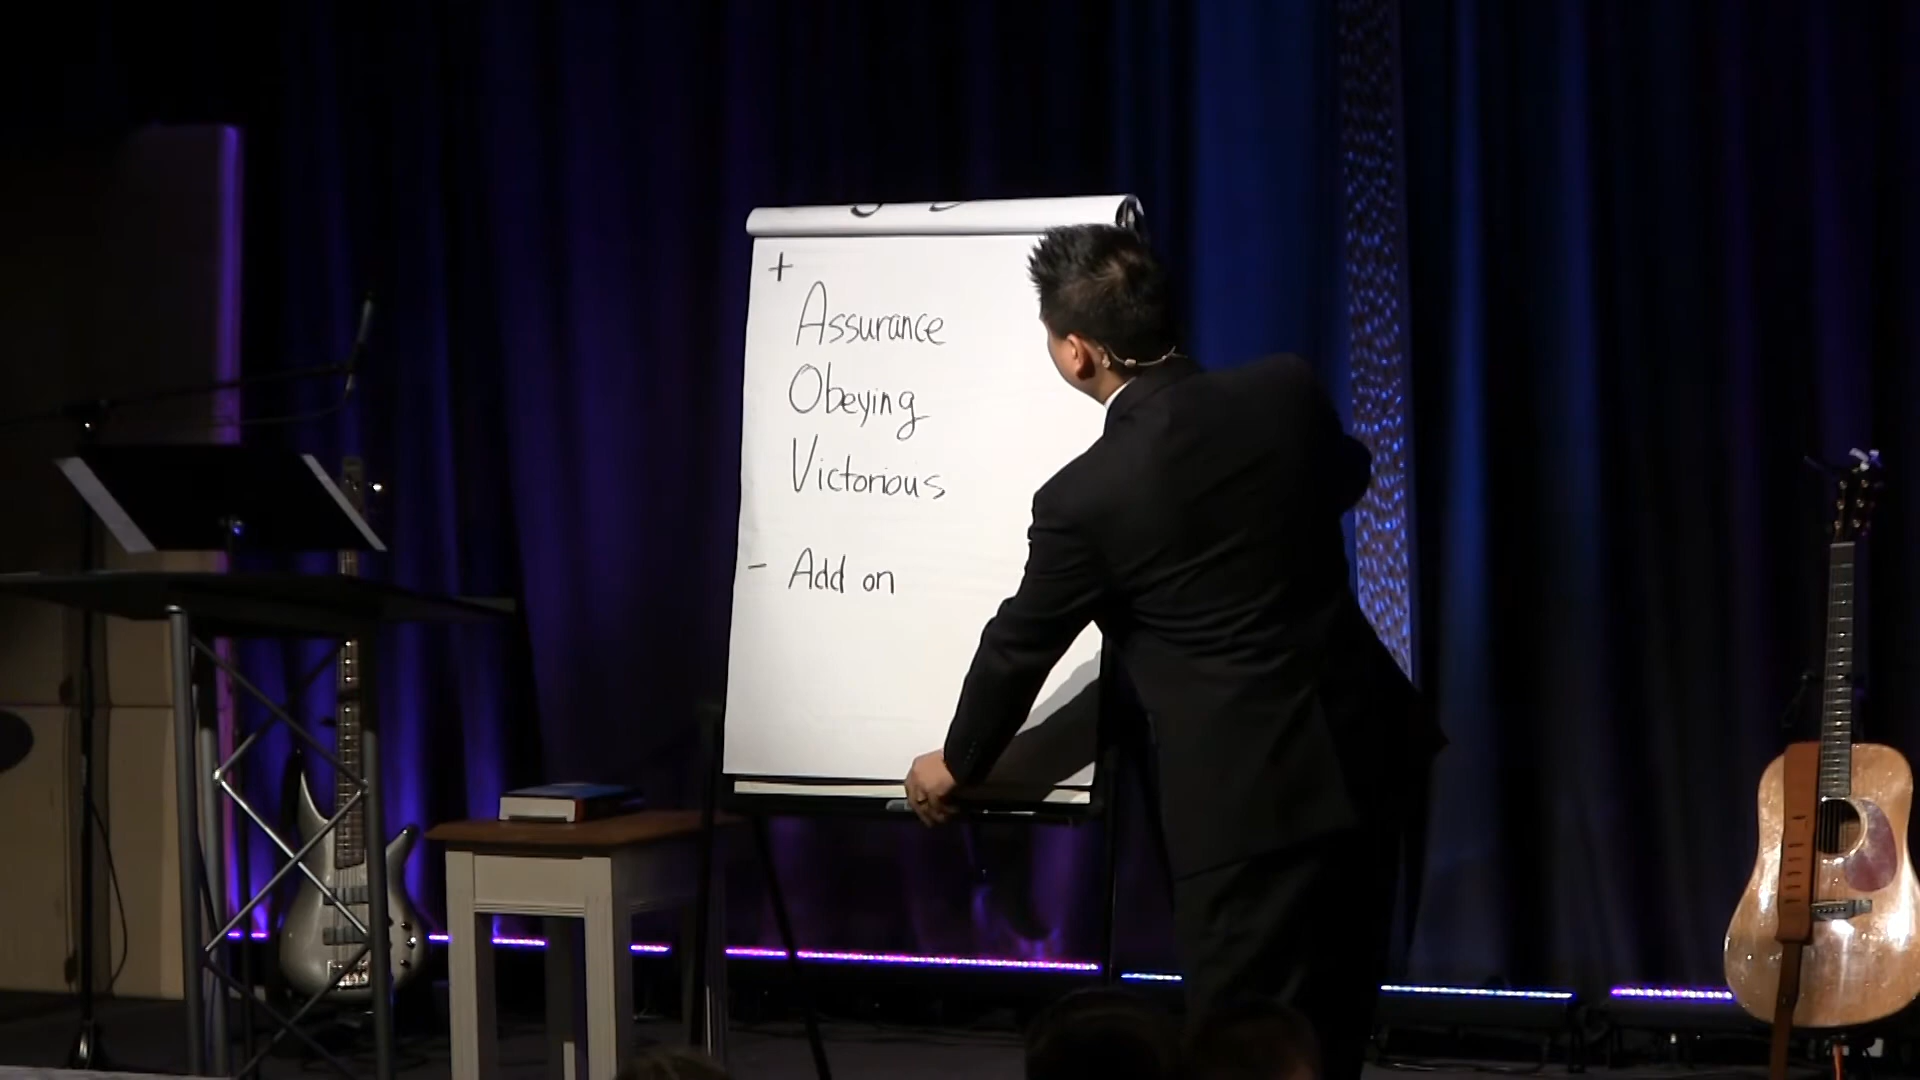 +
Assurance
Obeying
Victorious
- Add on